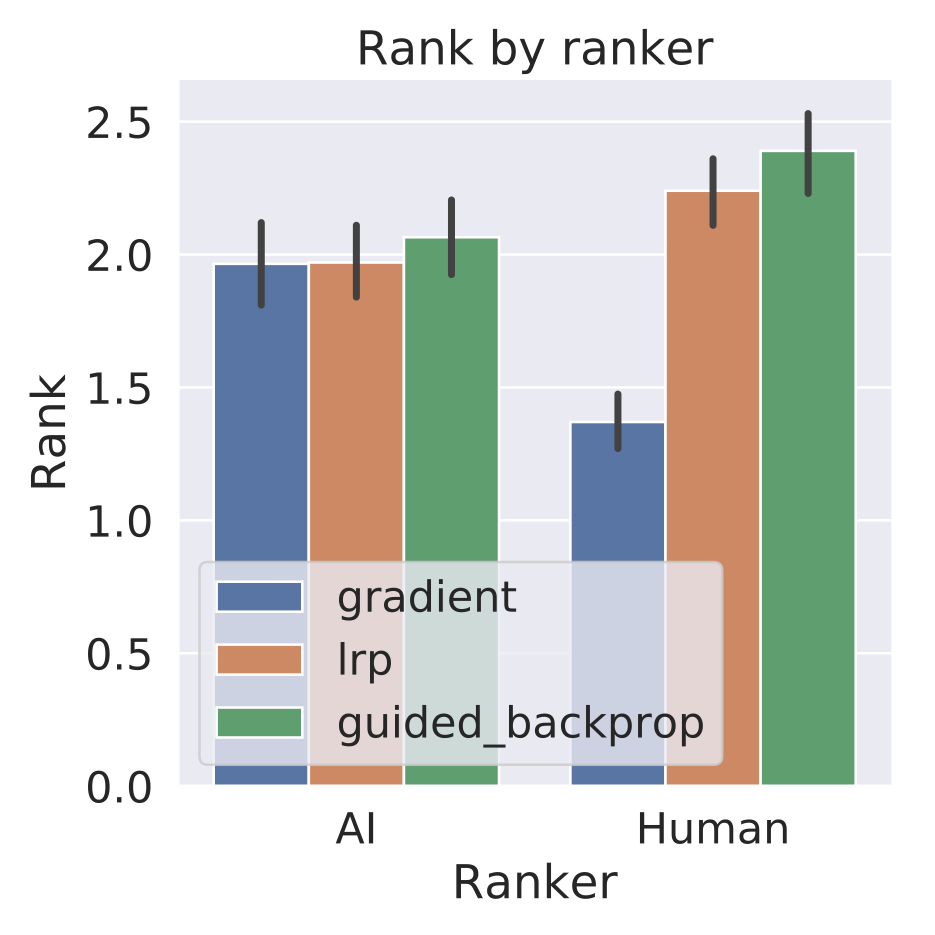 Rank by ranker
2.5
2.0
1.5
1.0
0.5
0.0
Rank
gradient
lrp
guided_backprop
AI
Human
Ranker